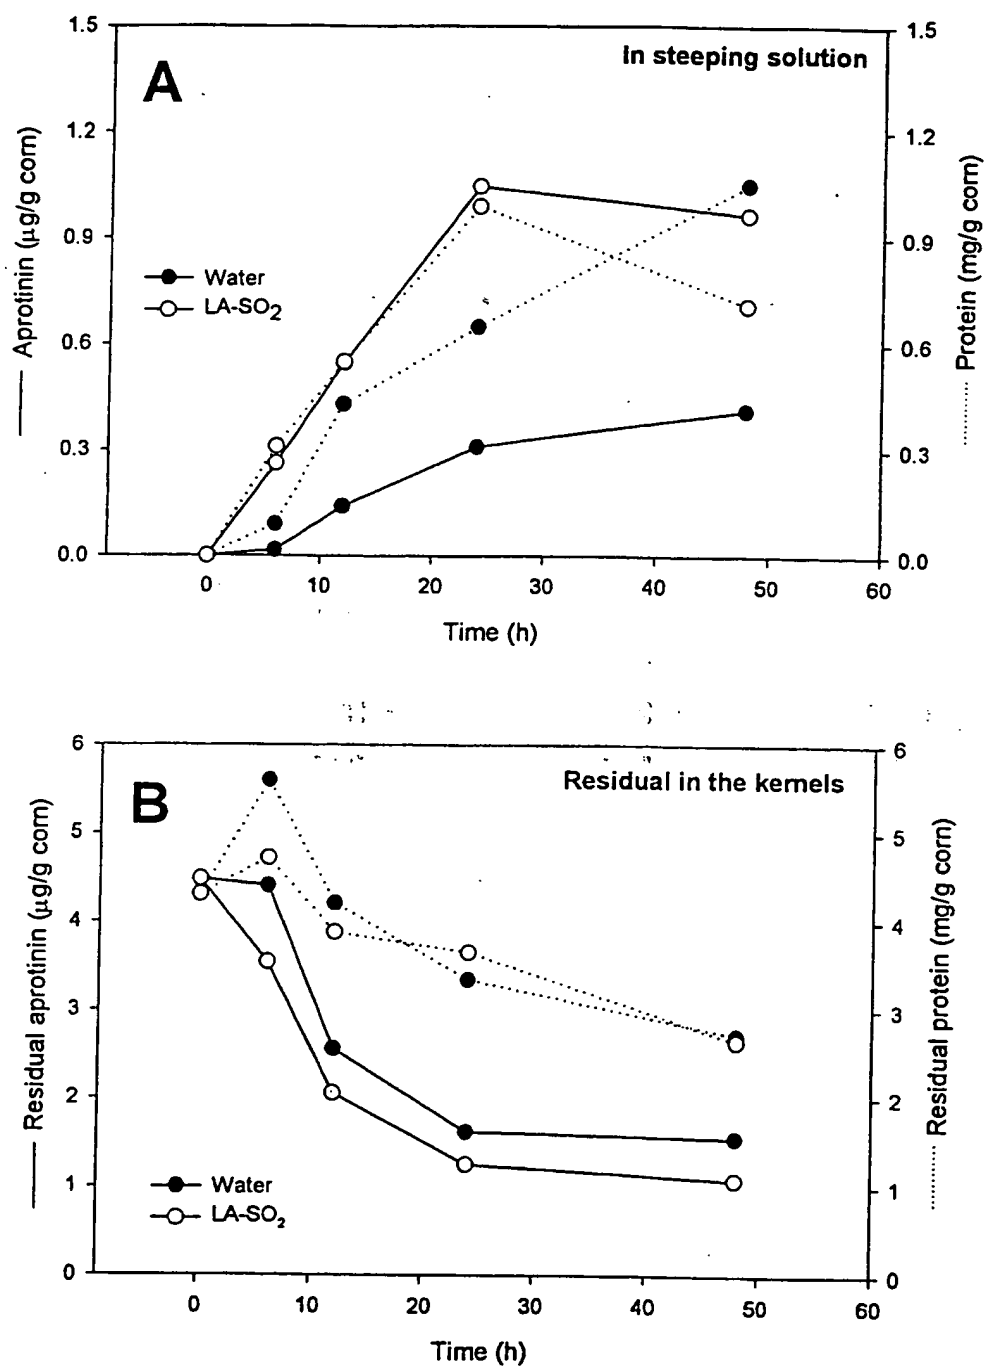 A
In steeping solution
1.5
1.2
0.9
0.6
0.3
0.0
Aprotinin (µg/g corn)
Water
LA-SO2
1.5
1.2
0.9
0.6
0.3
0.0
Protein (mg/g corn)
0 10 20 30 40 50 60
Time (h)
B
Residual in the kernels
6
5
4
3
2
1
0
Residual aprotinin (µg/g corn)
Water
LA-SO₂
6
5
4
3
2
1
0
Residual protein (mg/g corn)
0 10 20 30 40 50 60
Time (h)